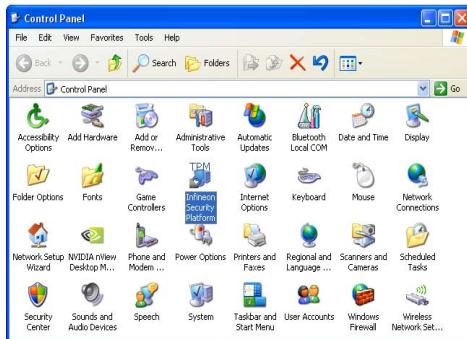 Control Panel
File Edit View Favorites Tools Help
Back Search Folders
Address Control Panel Go
TPM
Accessibility Options
Add Hardware
Add or Remov...
Administrative Tools
Automatic Updates
Bluetooth Local COM
Date and Time
Display
Folder Options
Fonts
Game Controllers
Infineon Security Platform
Internet Options
Keyboard
Mouse
Network Connections
Network Setup Wizard
NVIDIA nView Desktop M...
Phone and Modem ...
Power Options
Printers and Faxes
Regional and Language ...
Scanners and Cameras
Scheduled Tasks
Security Center
Sounds and Audio Devices
Speech
System
Taskbar and Start Menu
User Accounts
Windows Firewall
Wireless Network Set...